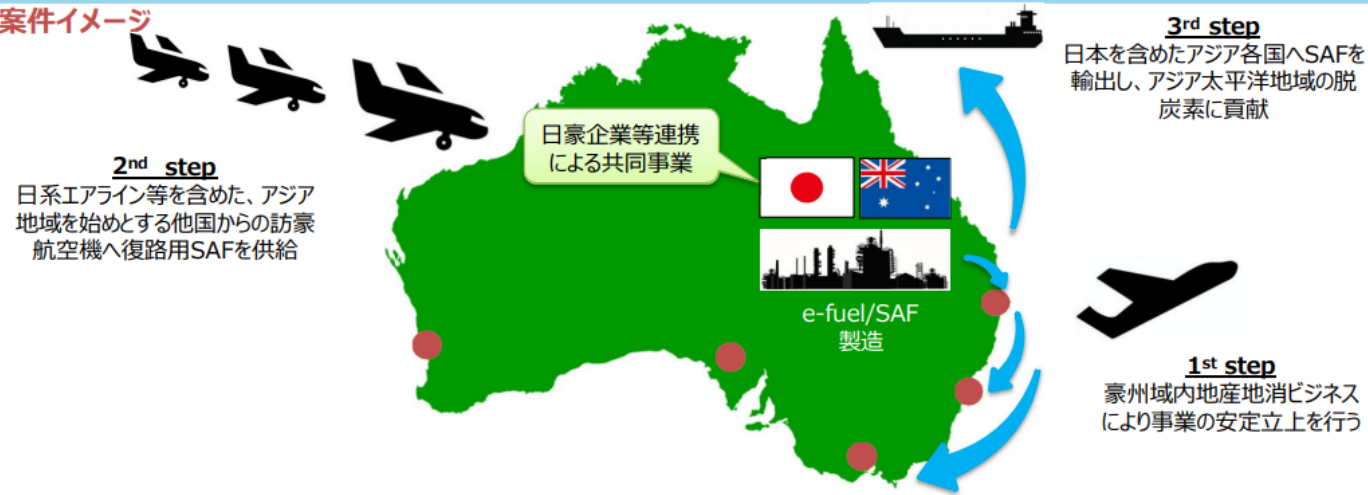 案件イメージ
3rd step
日本を含めたアジア各国へSAFを
輸出し、アジア太平洋地域の脱
炭素に貢献
日豪企業等連携
による共同事業
2nd step
日系エアライン等を含めた、アジア
地域を始めとする他国からの訪豪
航空機へ復路用SAFを供給
e-fuel/SAF
製造
1st step
豪州域内地産地消ビジネス
により事業の安定立上を行う